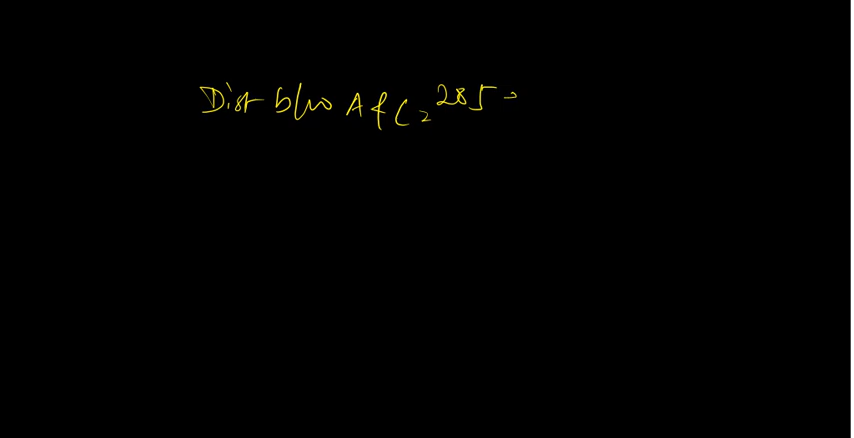 Dist b/w A & C = 285 =